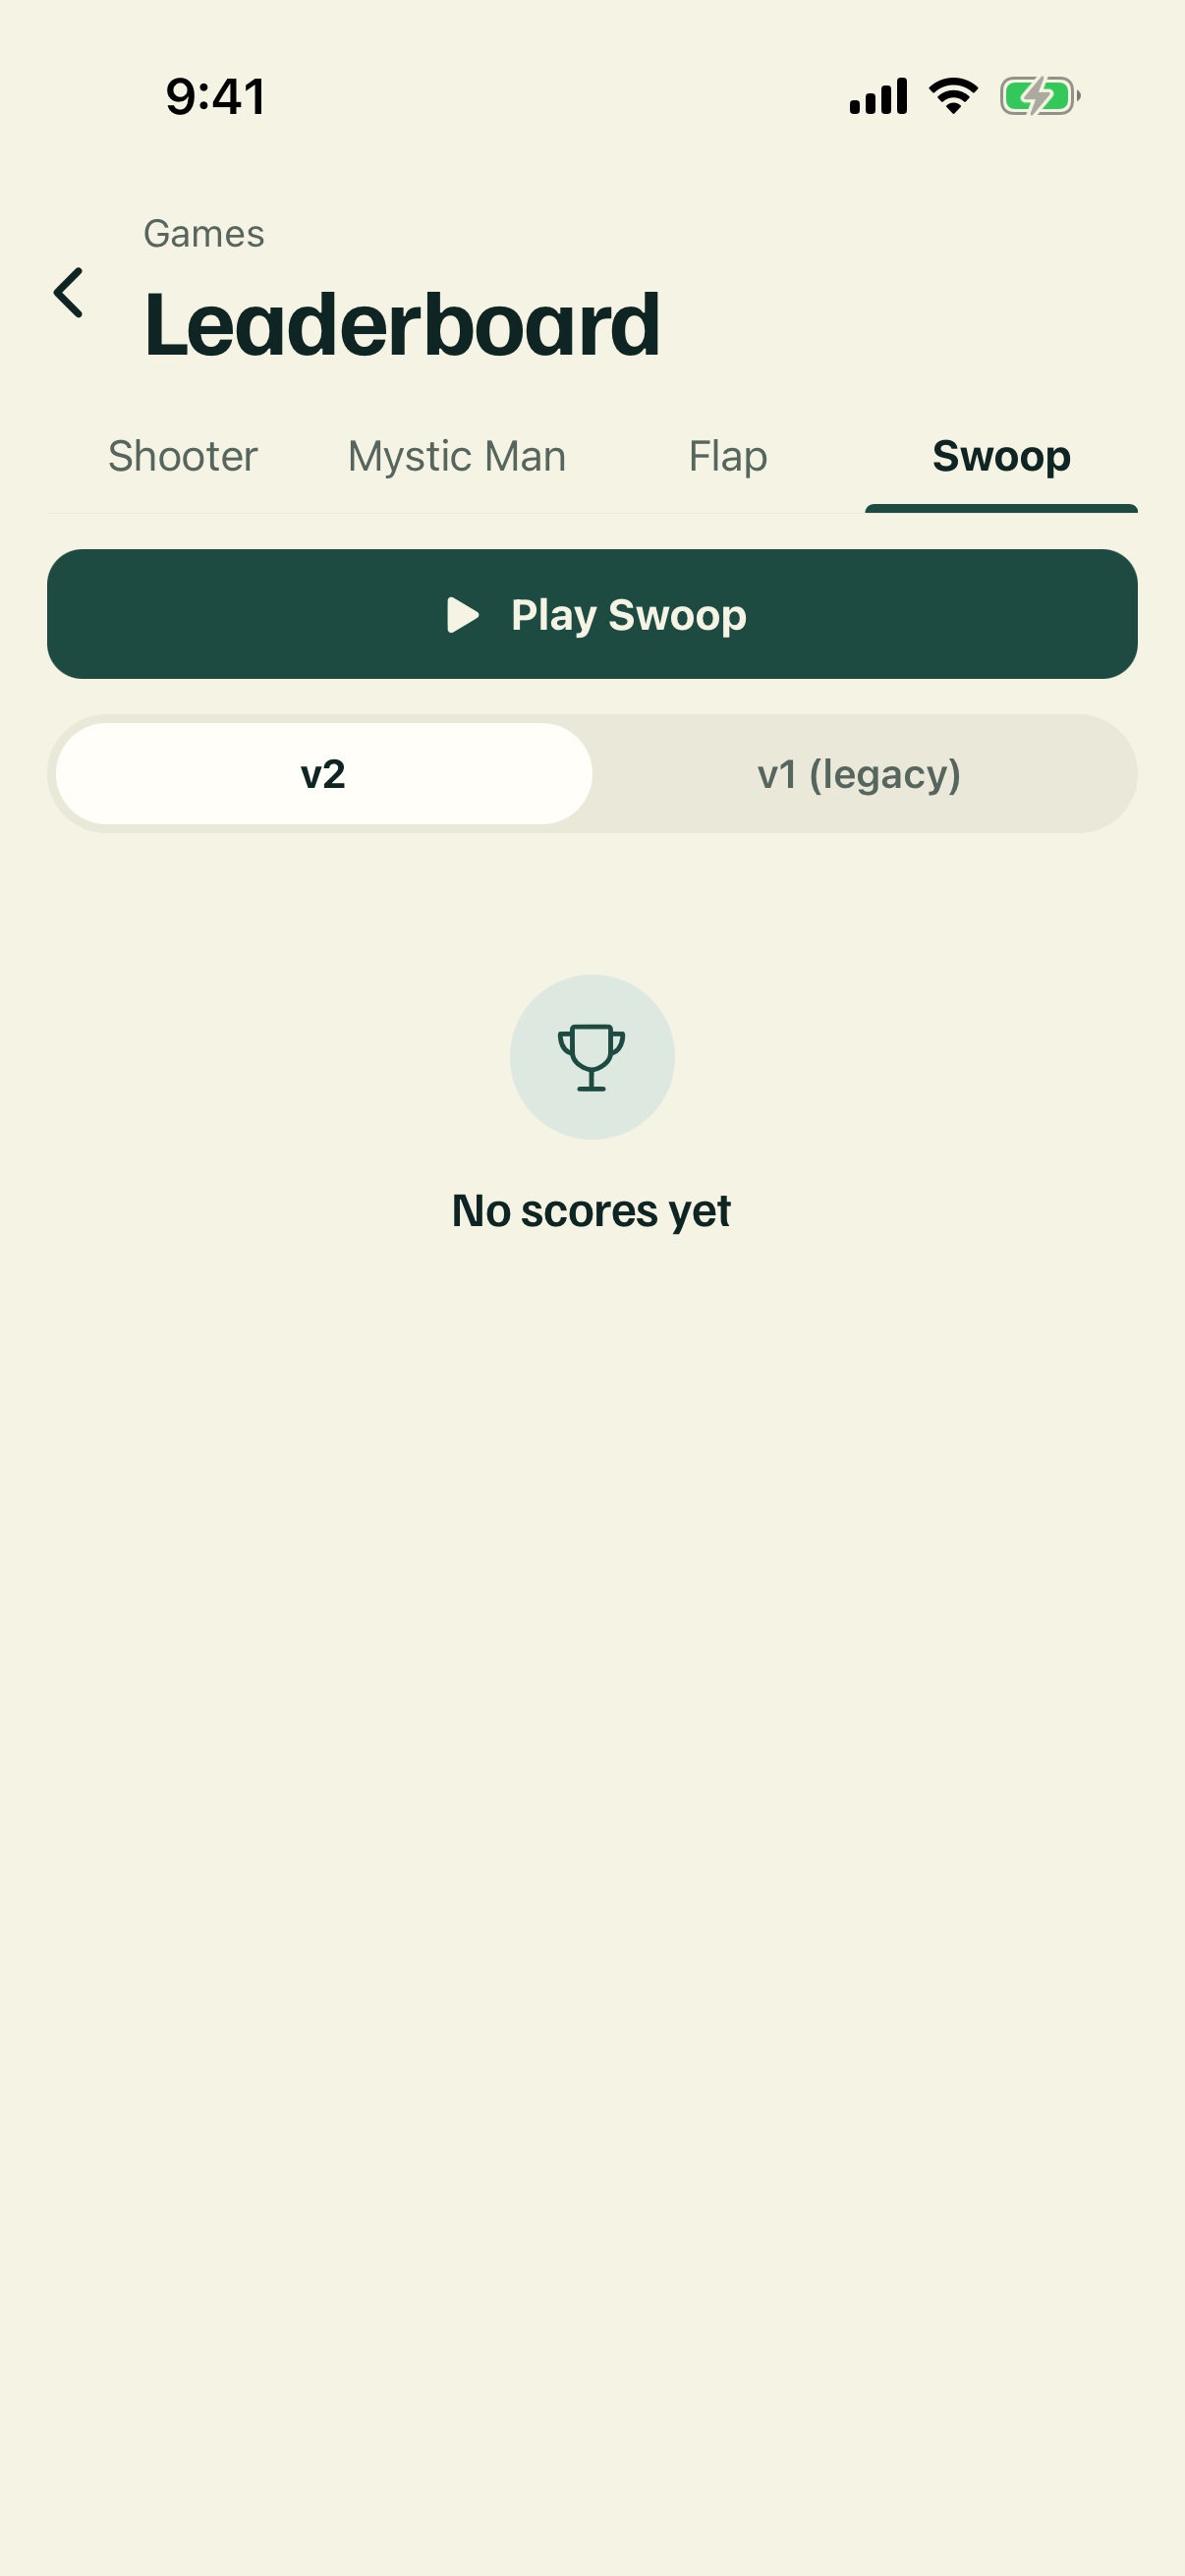 9:41
Games
Leaderboard
Shooter Mystic Man Flap Swoop
Play Swoop
v2 v1 (legacy)
No scores yet